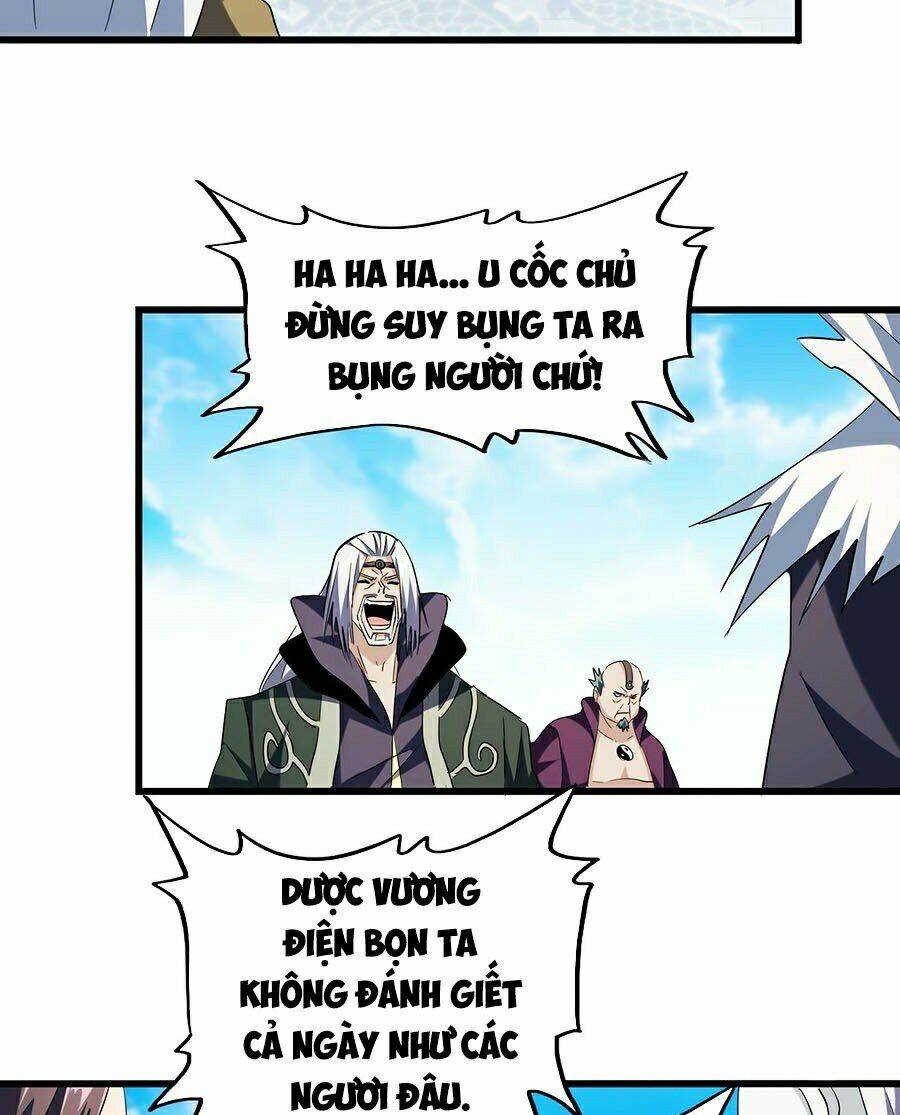 HA HA HA... U CỐC CHỦ
ĐỪNG SUY BỤNG TA RA
BỤNG NGƯỜI CHỨ!
DƯỢC VƯƠNG
ĐIỆN BỌN TA
KHÔNG ĐÁNH GIẾT
CẢ NGÀY NHƯ CÁC
NGƯƠI ĐÂU.